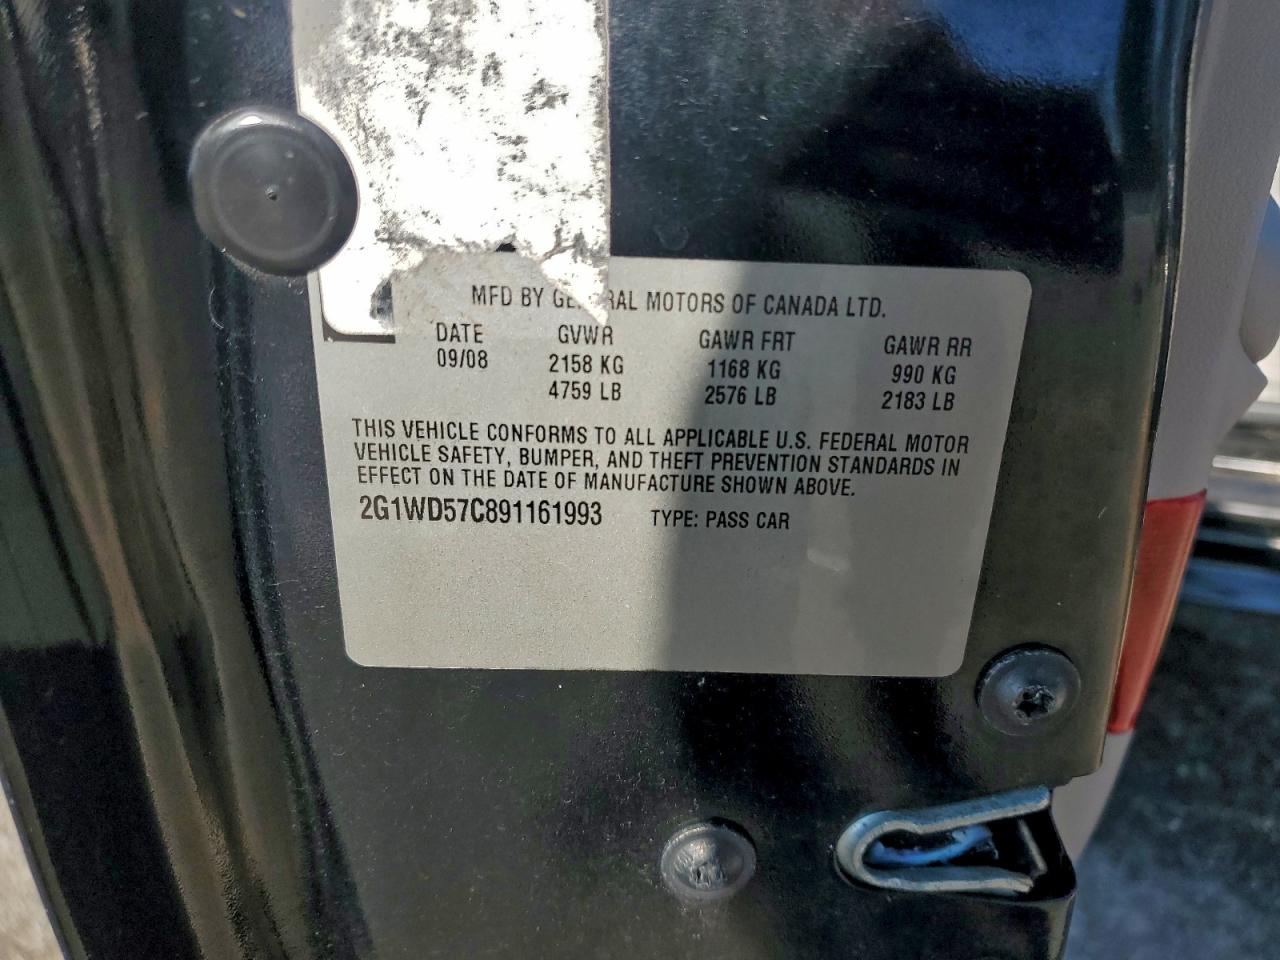 MFD BY GENERAL MOTORS OF CANADA LTD.
DATE GVWR GAWR FRT GAWR RR
09/08 2158 KG 1168 KG 990 KG
4759 LB 2576 LB 2183 LB
THIS VEHICLE CONFORMS TO ALL APPLICABLE U.S. FEDERAL MOTOR
VEHICLE SAFETY, BUMPER, AND THEFT PREVENTION STANDARDS IN
EFFECT ON THE DATE OF MANUFACTURE SHOWN ABOVE.
2G1WD57C891161993 TYPE: PASS CAR